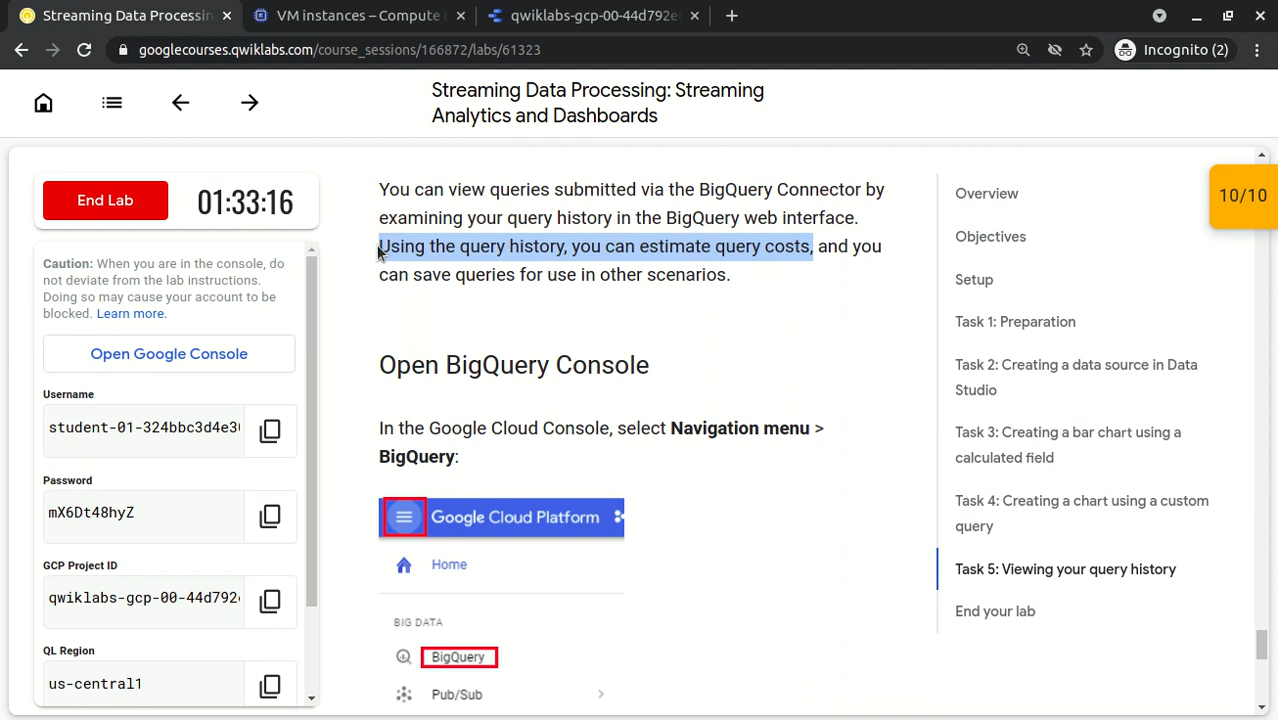 Streaming Data Processin
VM instances – Compute
qwiklabs-gcp-00-44d792e
googlecourses.qwiklabs.com/course_sessions/166872/labs/61323
Incognito (2)
Streaming Data Processing: Streaming
Analytics and Dashboards
End Lab
01:33:16
Caution: When you are in the console, do
not deviate from the lab instructions.
Doing so may cause your account to be
blocked. Learn more.
Open Google Console
Username
student-01-324bbc3d4e3
Password
mX6Dt48hyZ
GCP Project ID
qwiklabs-gcp-00-44d792
QL Region
us-central1
You can view queries submitted via the BigQuery Connector by
examining your query history in the BigQuery web interface.
Using the query history, you can estimate query costs, and you
can save queries for use in other scenarios.
Open BigQuery Console
In the Google Cloud Console, select Navigation menu >
BigQuery:
Google Cloud Platform
Home
BIG DATA
BigQuery
Pub/Sub
10/10
Overview
Objectives
Setup
Task 1: Preparation
Task 2: Creating a data source in Data
Studio
Task 3: Creating a bar chart using a
calculated field
Task 4: Creating a chart using a custom
query
Task 5: Viewing your query history
End your lab